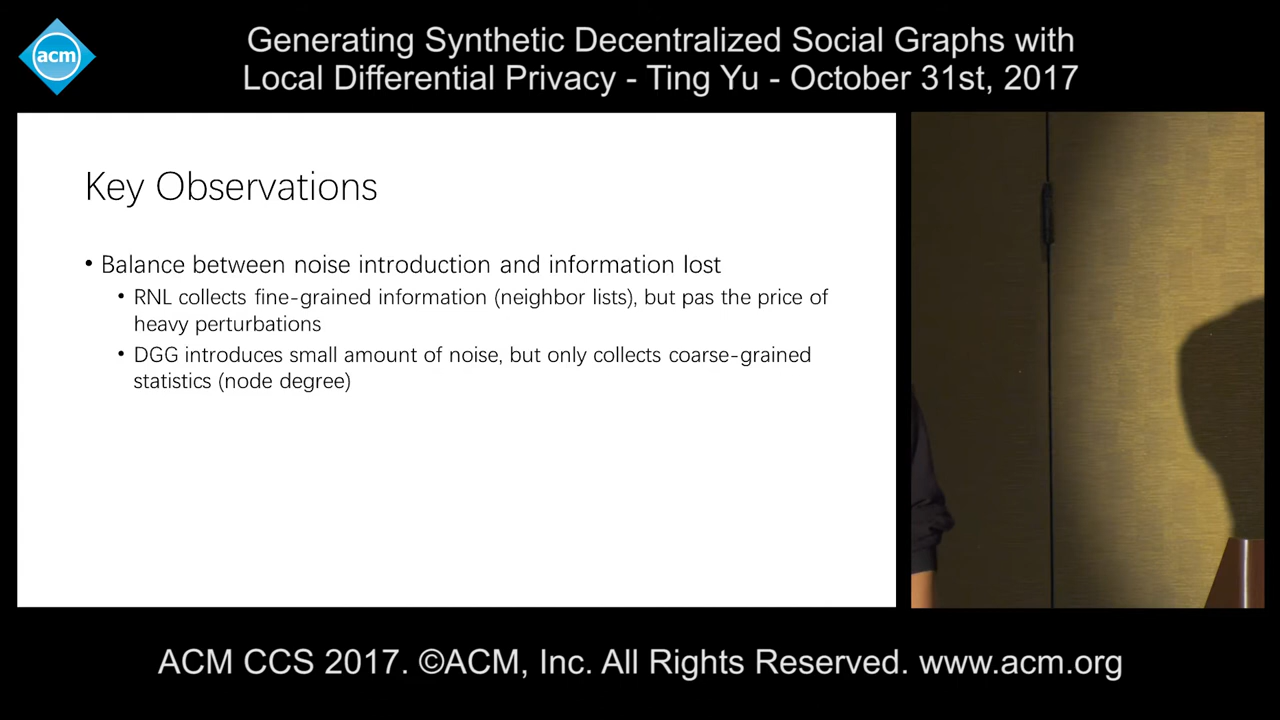 acm
Generating Synthetic Decentralized Social Graphs with
Local Differential Privacy - Ting Yu - October 31st, 2017
Key Observations
• Balance between noise introduction and information lost
• RNL collects fine-grained information (neighbor lists), but pas the price of
heavy perturbations
• DGG introduces small amount of noise, but only collects coarse-grained
statistics (node degree)
ACM CCS 2017. ©ACM, Inc. All Rights Reserved. www.acm.org